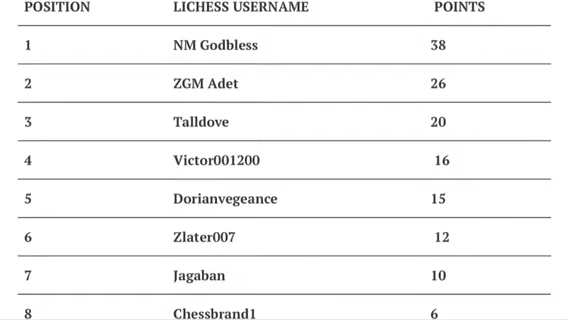 POSITION LICHESS USERNAME POINTS
1 NM Godbless 38
2 ZGM Adet 26
3 Talldove 20
4 Victor001200 16
5 Dorianvegeance 15
6 Zlater007 12
7 Jagaban 10
8 Chessbrand1 6